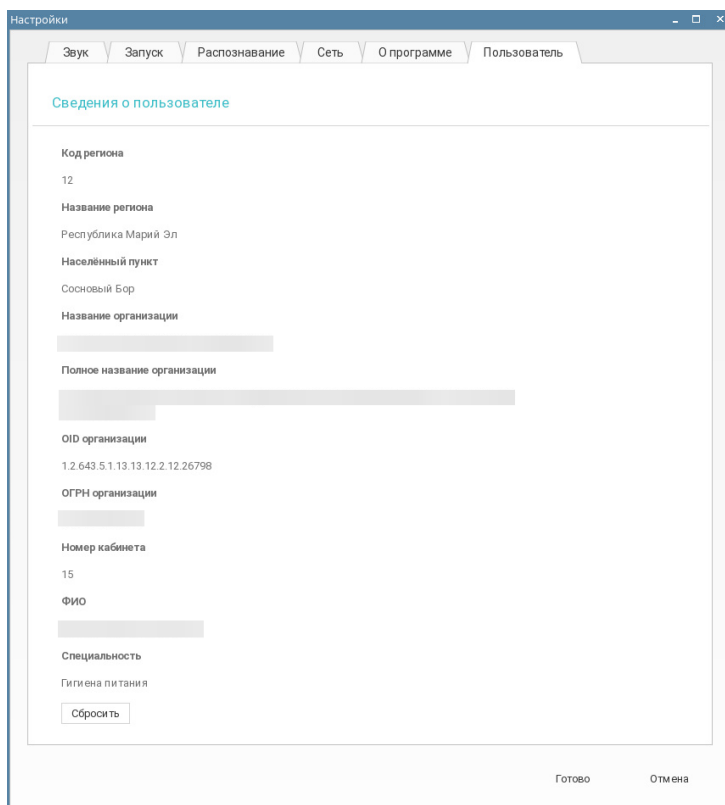 Настройки
Звук Запуск Распознавание Сеть О программе Пользователь
Сведения о пользователе
Код региона
12
Название региона
Республика Марий Эл
Населённый пункт
Сосновый Бор
Название организации
Полное название организации
OID организации
1.2.643.5.1.13.13.12.2.12.26798
ОГРН организации
Номер кабинета
15
ФИО
Специальность
Гигиена питания
Сбросить
Готово Отмена